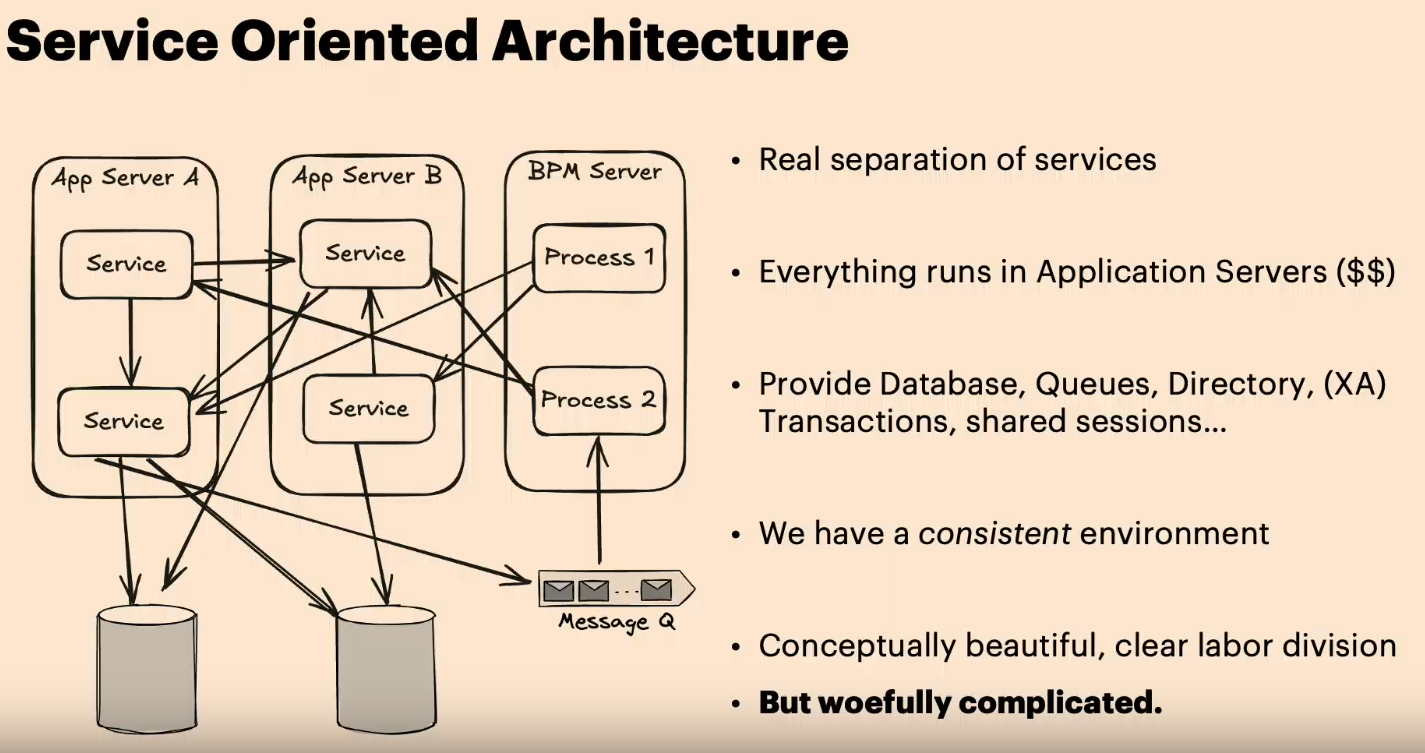 Service Oriented Architecture
App Server A
Service
Service
App Server B
Service
Service
BPM Server
Process 1
Process 2
Message Q
• Real separation of services
• Everything runs in Application Servers ($$)
• Provide Database, Queues, Directory, (XA)
Transactions, shared sessions...
• We have a consistent environment
• Conceptually beautiful, clear labor division
• But woefully complicated.